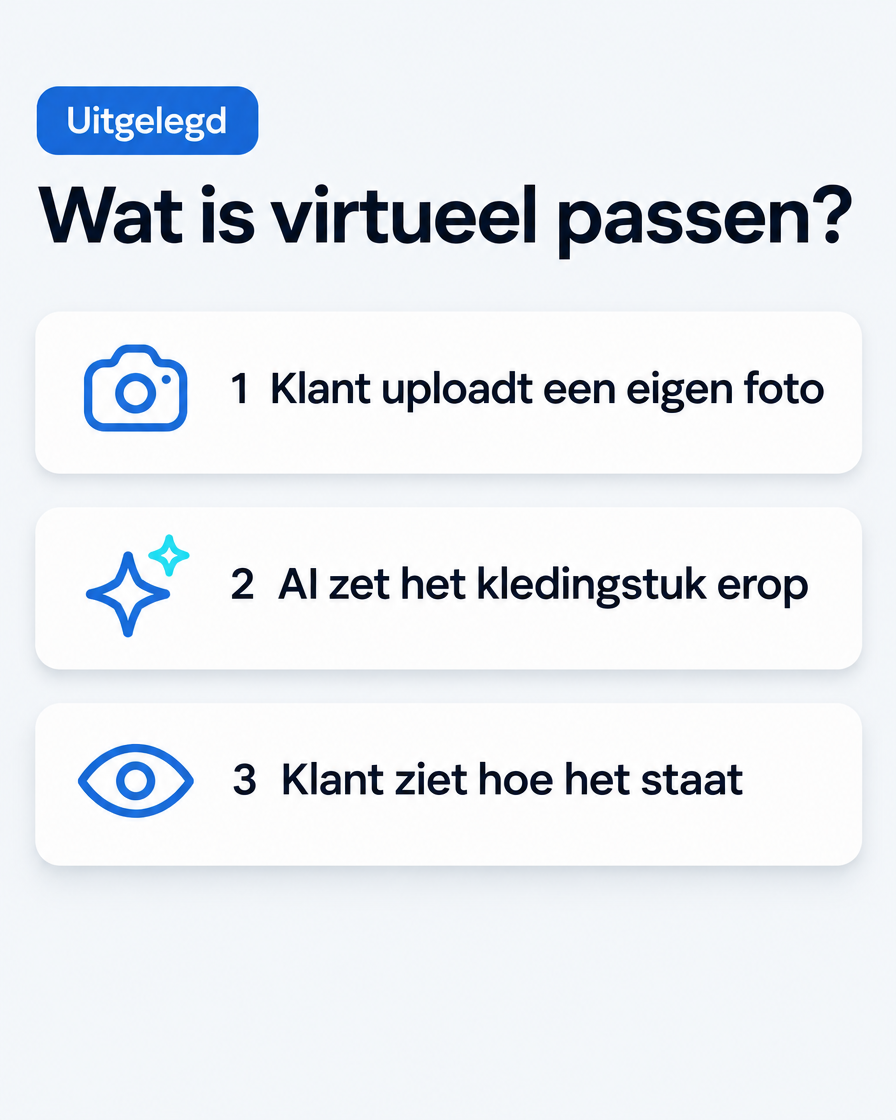 Uitgelegd
Wat is virtueel passen?
1 Klant uploadt een eigen foto
2 AI zet het kledingstuk erop
3 Klant ziet hoe het staat